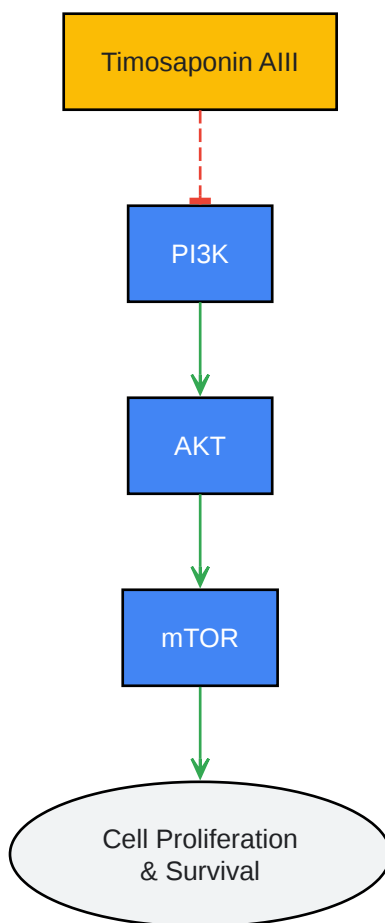 Timosaponin AIII
PI3K
AKT
mTOR
Cell Proliferation
& Survival